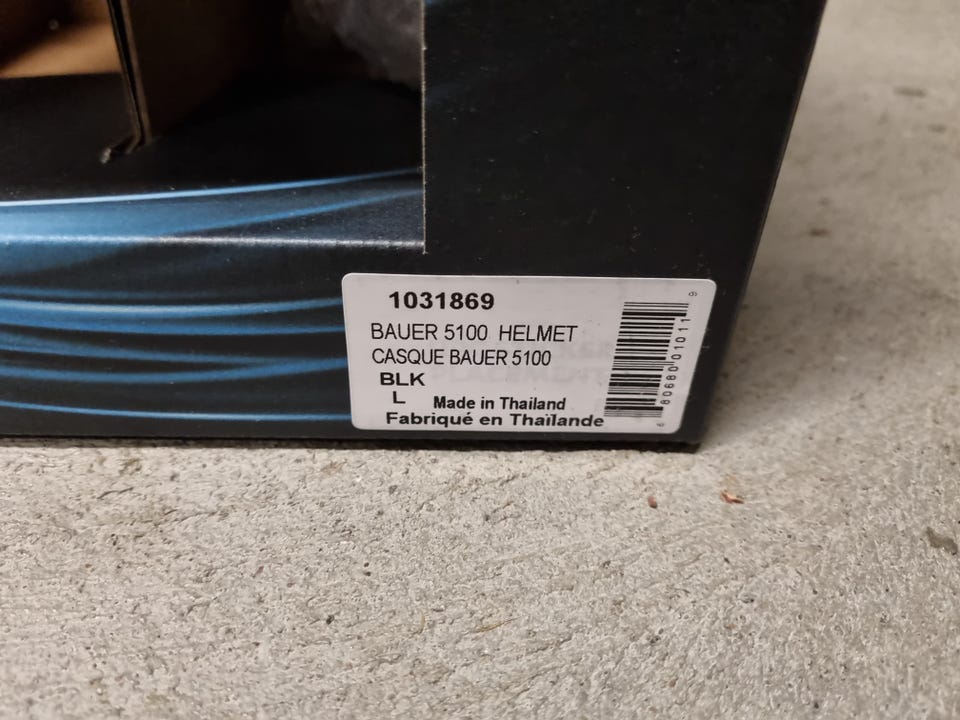 1031869
BAUER 5100 HELMET
CASQUE BAUER 5100
BLK
L Made in Thailand
Fabriqué en Thaïlande